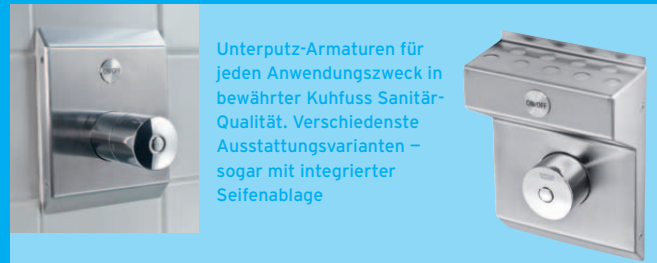 ON/OFF
Unterputz-Armaturen für
jeden Anwendungszweck in
bewährter Kuhfuss Sanitär-
Qualität. Verschiedenste
Ausstattungsvarianten –
sogar mit integrierter
Seifenablage
ON/OFF